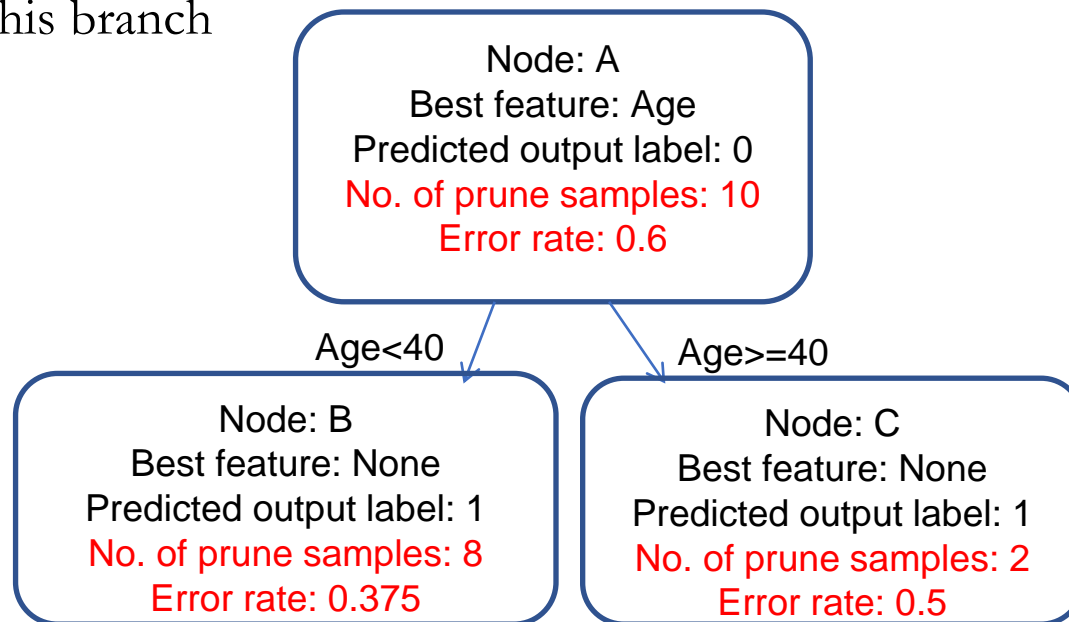 his branch
Node: A
Best feature: Age
Predicted output label: 0
No. of prune samples: 10
Error rate: 0.6
Age<40
Age>=40
Node: B
Best feature: None
Predicted output label: 1
No. of prune samples: 8
Error rate: 0.375
Node: C
Best feature: None
Predicted output label: 1
No. of prune samples: 2
Error rate: 0.5